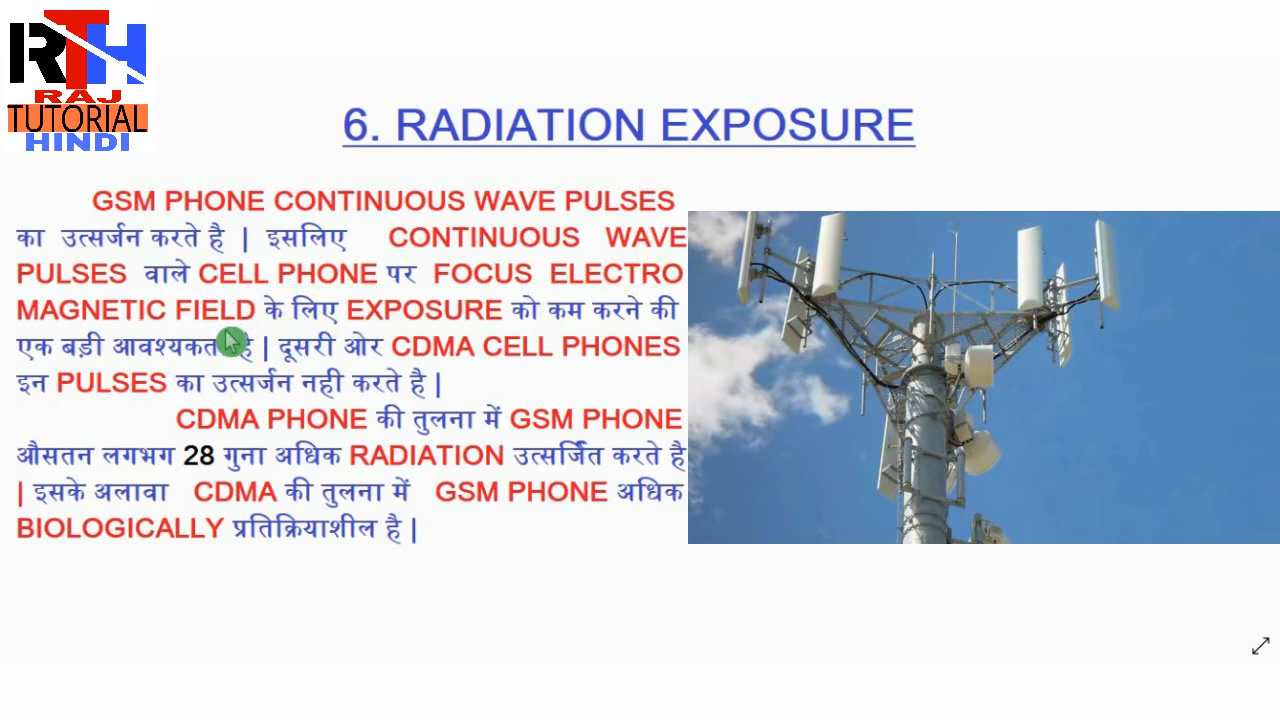 RTH
RAJ
TUTORIAL
HINDI
6. RADIATION EXPOSURE
GSM PHONE CONTINUOUS WAVE PULSES
का उत्सर्जन करते है | इसलिए CONTINUOUS WAVE
PULSES वाले CELL PHONE पर FOCUS ELECTRO
MAGNETIC FIELD के लिए EXPOSURE को कम करने की
एक बड़ी आवश्यकत है | दूसरी ओर CDMA CELL PHONES
इन PULSES का उत्सर्जन नही करते है |
CDMA PHONE की तुलना में GSM PHONE
औसतन लगभग 28 गुना अधिक RADIATION उत्सर्जित करते है
| इसके अलावा CDMA की तुलना में GSM PHONE अधिक
BIOLOGICALLY प्रतिक्रियाशील है |